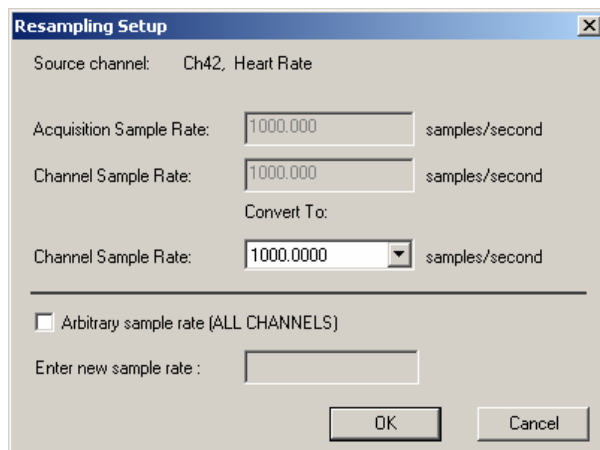 Resampling Setup
Source channel: Ch42, Heart Rate
Acquisition Sample Rate: 1000.000 samples/second
Channel Sample Rate: 1000.000 samples/second
Convert To:
Channel Sample Rate: 1000.0000 samples/second
Arbitrary sample rate (ALL CHANNELS)
Enter new sample rate :
OK Cancel